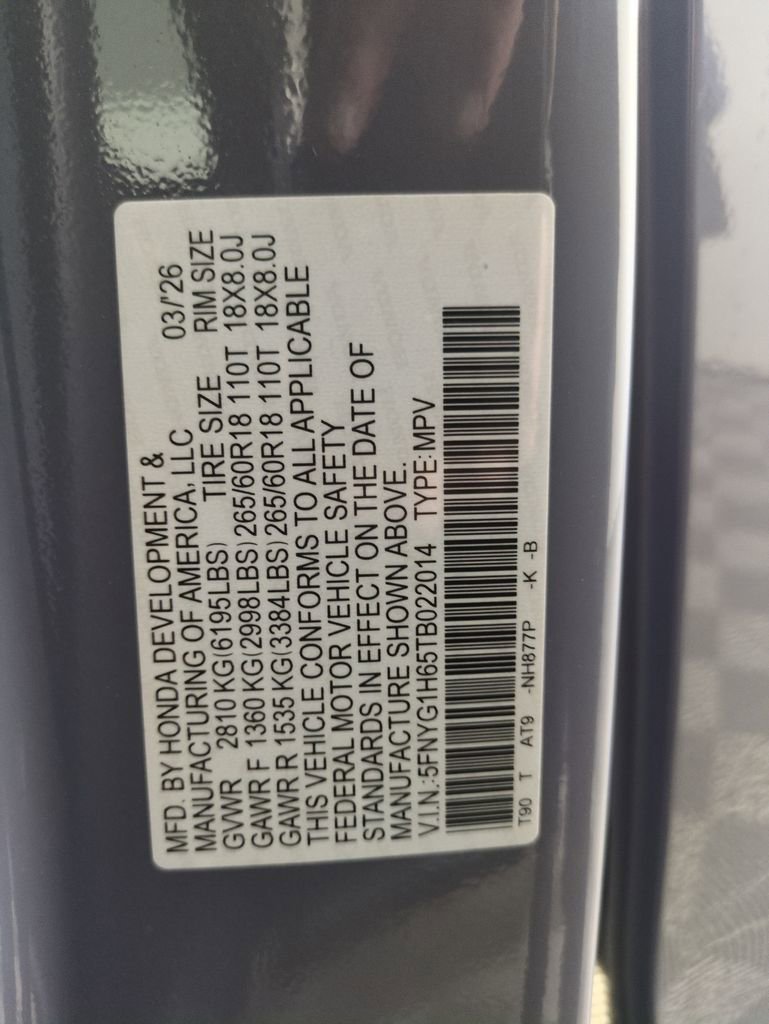 MFD. BY HONDA DEVELOPMENT &
MANUFACTURING OF AMERICA, LLC 03/'26
GVWR 2810 KG(6195LBS) TIRE SIZE RIM SIZE
GAWR F 1360 KG(2998LBS) 265/60R18 110T 18X8.0J
GAWR R 1535 KG(3384LBS) 265/60R18 110T 18X8.0J
THIS VEHICLE CONFORMS TO ALL APPLICABLE
FEDERAL MOTOR VEHICLE SAFETY
STANDARDS IN EFFECT ON THE DATE OF
MANUFACTURE SHOWN ABOVE.
V.I.N.:5FNYG1H65TB022014 TYPE:MPV
T90 T AT9 -NH877P -K -B